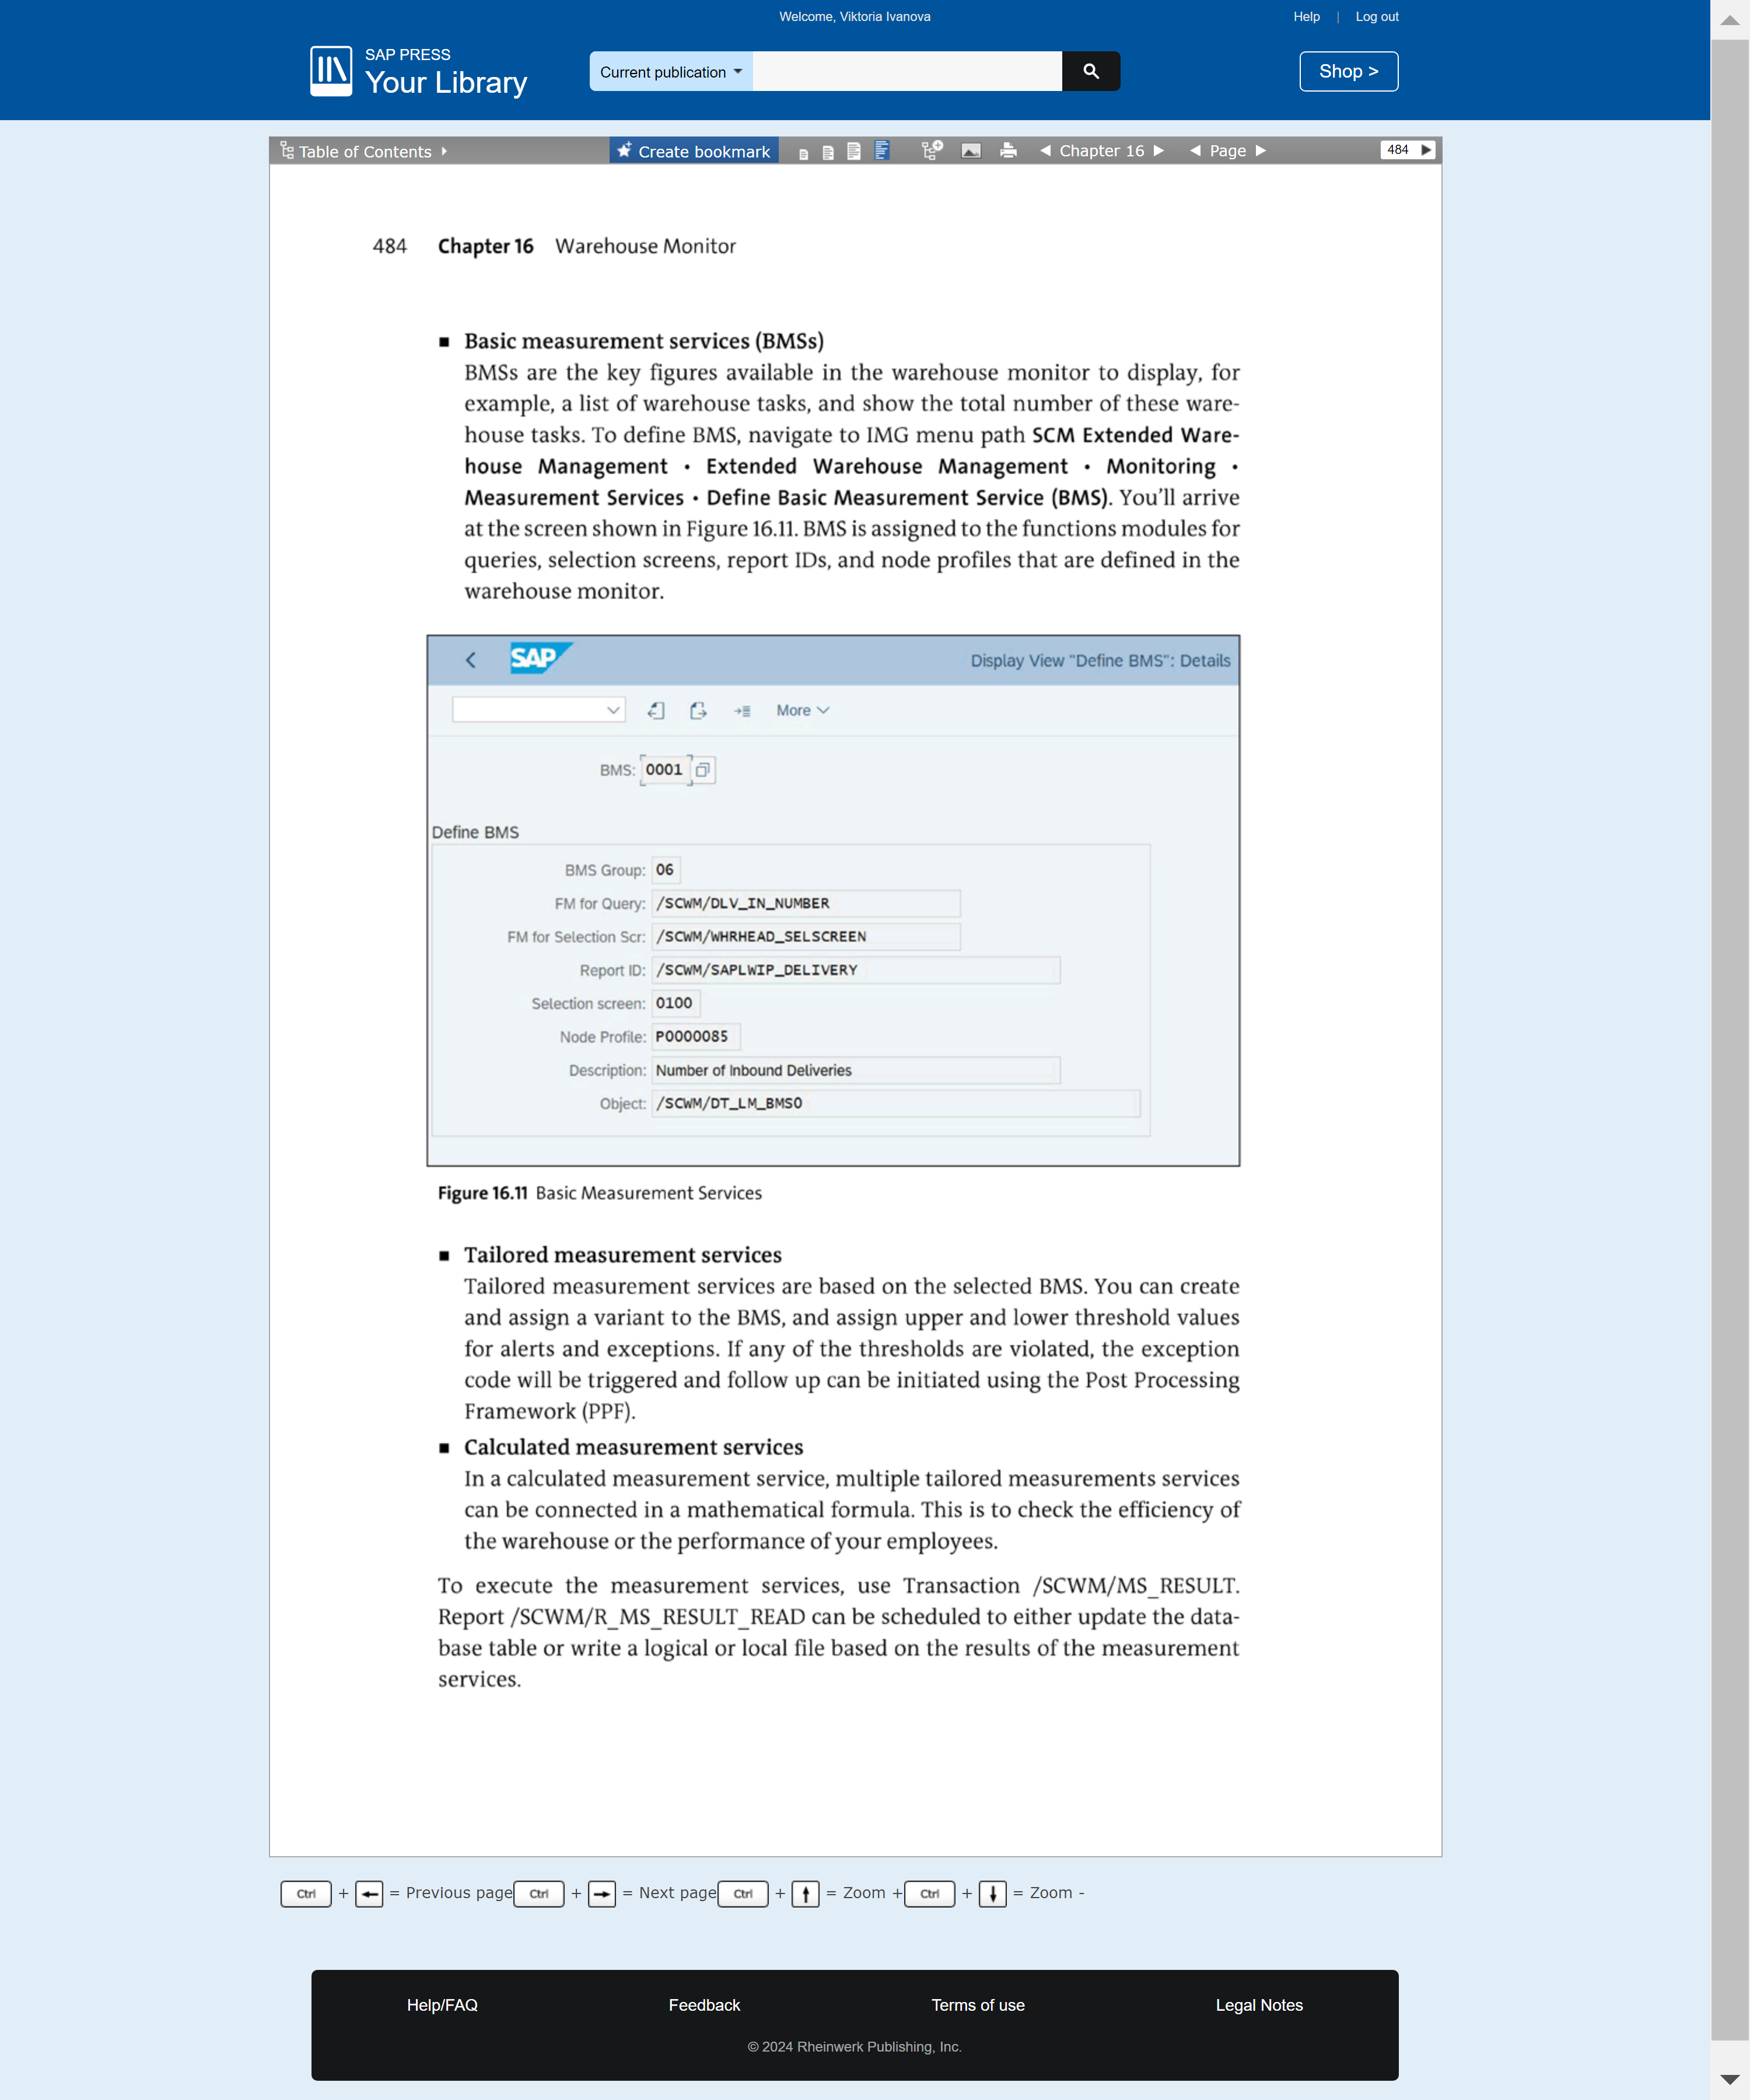 Welcome, Viktoria Ivanova
Help | Log out
SAP PRESS
Your Library
Current publication
Shop >
Table of Contents
Create bookmark
Chapter 16
Page
484
484 Chapter 16 Warehouse Monitor
■ Basic measurement services (BMSs)
BMSs are the key figures available in the warehouse monitor to display, for
example, a list of warehouse tasks, and show the total number of these ware-
house tasks. To define BMS, navigate to IMG menu path SCM Extended Ware-
house Management • Extended Warehouse Management • Monitoring •
Measurement Services • Define Basic Measurement Service (BMS). You’ll arrive
at the screen shown in Figure 16.11. BMS is assigned to the functions modules for
queries, selection screens, report IDs, and node profiles that are defined in the
warehouse monitor.
SAP
Display View "Define BMS": Details
More
BMS: 0001
Define BMS
BMS Group: 06
FM for Query: /SCWM/DLV_IN_NUMBER
FM for Selection Scr: /SCWM/WHRHEAD_SELSCREEN
Report ID: /SCWM/SAPLWIP_DELIVERY
Selection screen: 0100
Node Profile: P0000085
Description: Number of Inbound Deliveries
Object: /SCWM/DT_LM_BMSO
Figure 16.11 Basic Measurement Services
■ Tailored measurement services
Tailored measurement services are based on the selected BMS. You can create
and assign a variant to the BMS, and assign upper and lower threshold values
for alerts and exceptions. If any of the thresholds are violated, the exception
code will be triggered and follow up can be initiated using the Post Processing
Framework (PPF).
■ Calculated measurement services
In a calculated measurement service, multiple tailored measurements services
can be connected in a mathematical formula. This is to check the efficiency of
the warehouse or the performance of your employees.
To execute the measurement services, use Transaction /SCWM/MS_RESULT.
Report /SCWM/R_MS_RESULT_READ can be scheduled to either update the data-
base table or write a logical or local file based on the results of the measurement
services.
Ctrl + ← = Previous page Ctrl + → = Next page Ctrl + ↑ = Zoom + Ctrl + ↓ = Zoom -
Help/FAQ
Feedback
Terms of use
Legal Notes
© 2024 Rheinwerk Publishing, Inc.